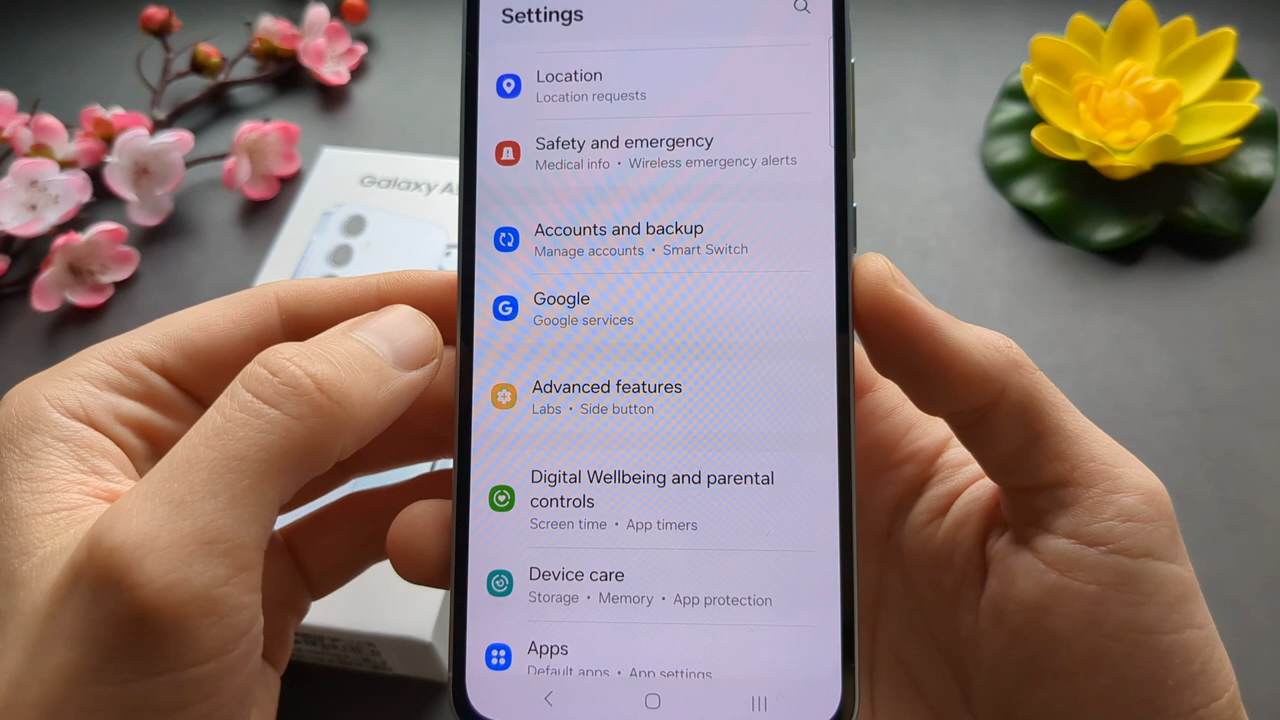 Settings
Location
Location requests
Safety and emergency
Medical info • Wireless emergency alerts
Galaxy
Accounts and backup
Manage accounts • Smart Switch
Google
Google services
Advanced features
Labs • Side button
Digital Wellbeing and parental
controls
Screen time • App timers
Device care
Storage • Memory • App protection
Apps
Default apps • App settings